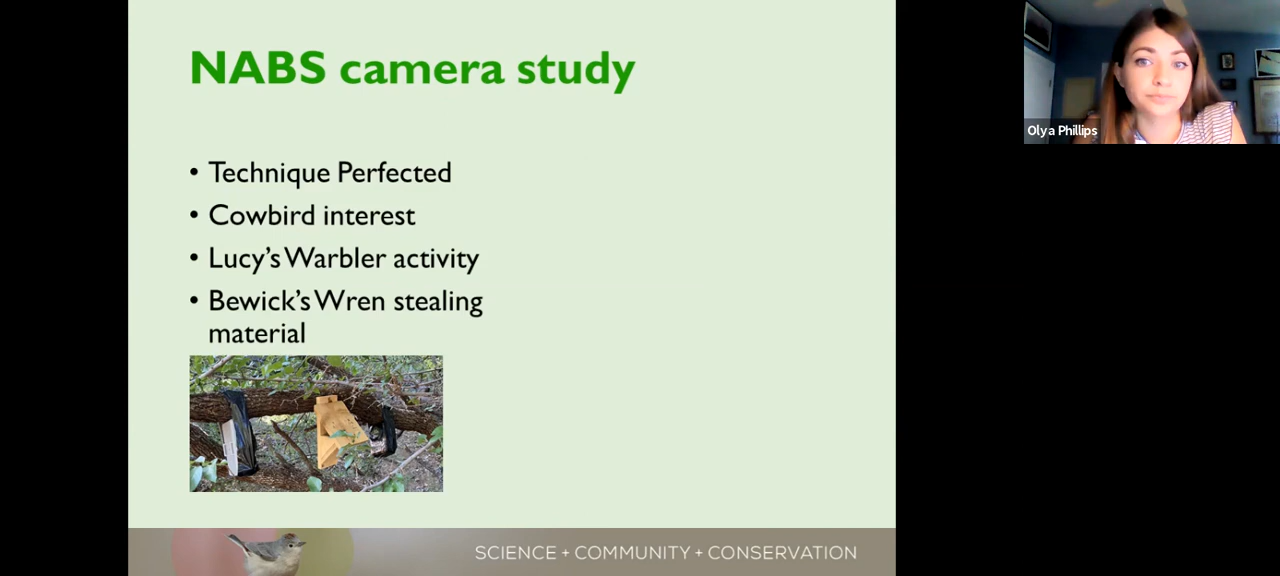 NABS camera study
• Technique Perfected
• Cowbird interest
• Lucy's Warbler activity
• Bewick's Wren stealing
material
SCIENCE + COMMUNITY + CONSERVATION
Olya Phillips